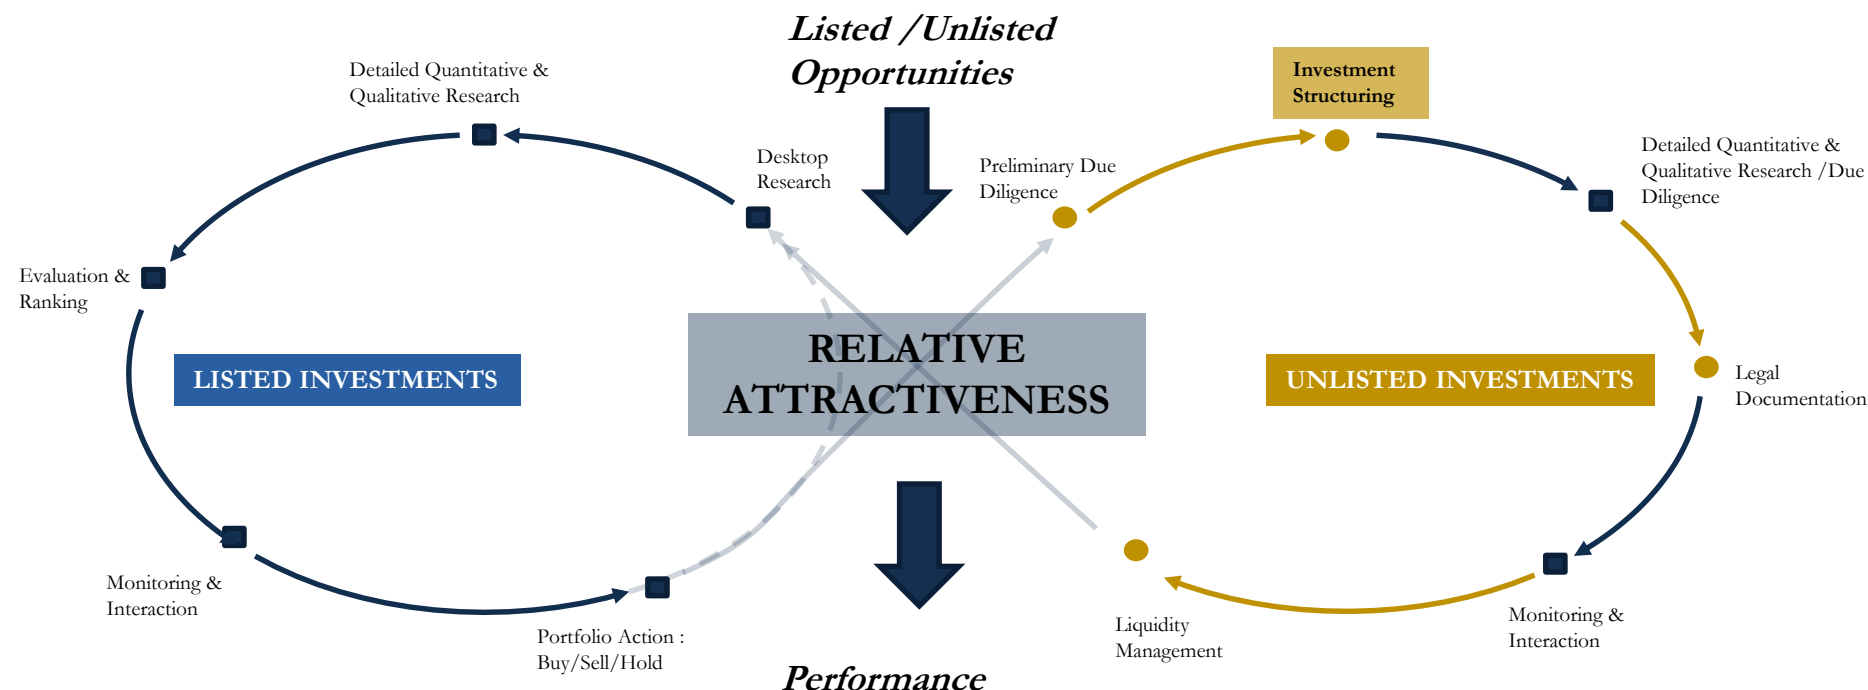 Listed /Unlisted
Opportunities
Detailed Quantitative &
Qualitative Research
Desktop
Research
Preliminary Due
Diligence
Investment
Structuring
Detailed Quantitative &
Qualitative Research /Due
Diligence
Evaluation &
Ranking
LISTED INVESTMENTS
RELATIVE
ATTRACTIVENESS
UNLISTED INVESTMENTS
Legal
Documentation
Monitoring &
Interaction
Portfolio Action :
Buy/Sell/Hold
Liquidity
Management
Monitoring &
Interaction
Performance